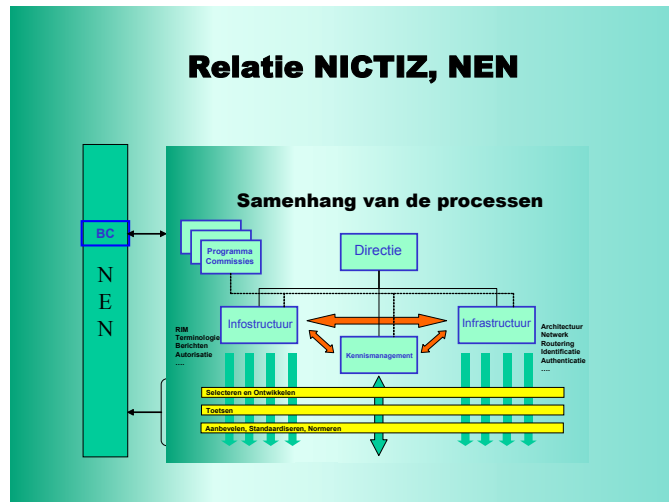 Relatie NICTIZ, NEN
Samenhang van de processen
BC
N
E
N
Programma
Commissies
Directie
Infostructuur
Infrastructuur
Kennismanagement
RIM
Terminologie
Berichten
Autorisatie
....
Architectuur
Netwerk
Routering
Identificatie
Authenticatie
....
Selecteren en Ontwikkelen
Toetsen
Aanbevelen, Standaardiseren, Normeren